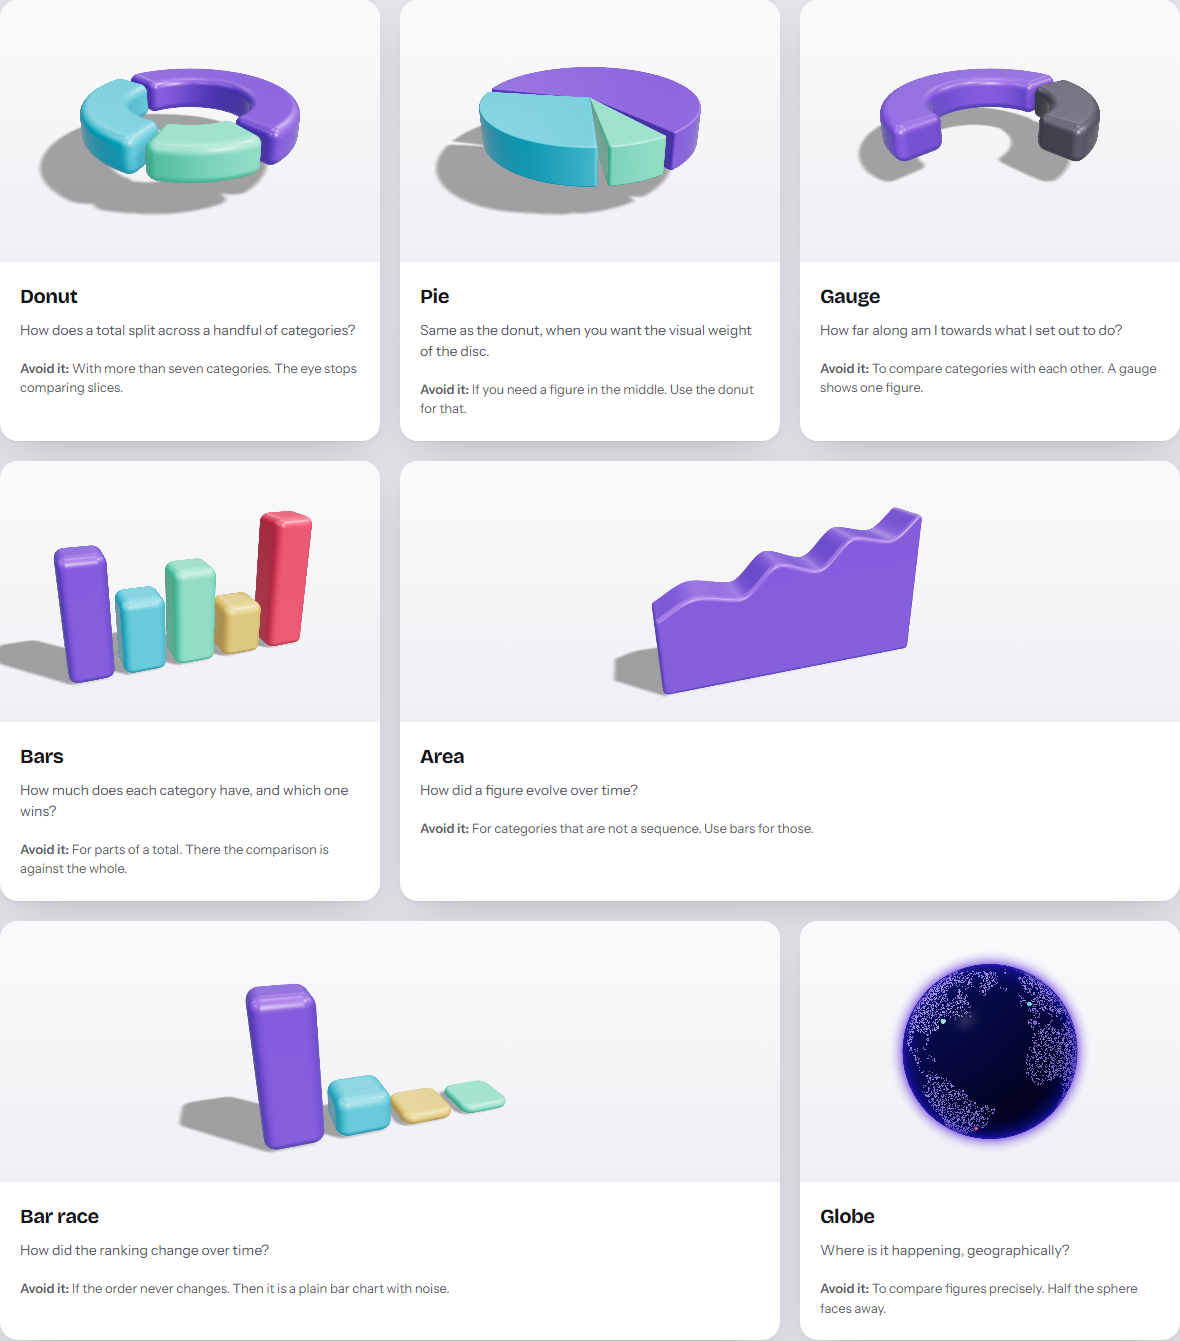 Donut
How does a total split across a handful of categories?
Avoid it: With more than seven categories. The eye stops
comparing slices.
Pie
Same as the donut, when you want the visual weight
of the disc.
Avoid it: If you need a figure in the middle. Use the donut
for that.
Gauge
How far along am I towards what I set out to do?
Avoid it: To compare categories with each other. A gauge
shows one figure.
Bars
How much does each category have, and which one
wins?
Avoid it: For parts of a total. There the comparison is
against the whole.
Area
How did a figure evolve over time?
Avoid it: For categories that are not a sequence. Use bars for those.
Bar race
How did the ranking change over time?
Avoid it: If the order never changes. Then it is a plain bar chart with noise.
Globe
Where is it happening, geographically?
Avoid it: To compare figures precisely. Half the sphere
faces away.